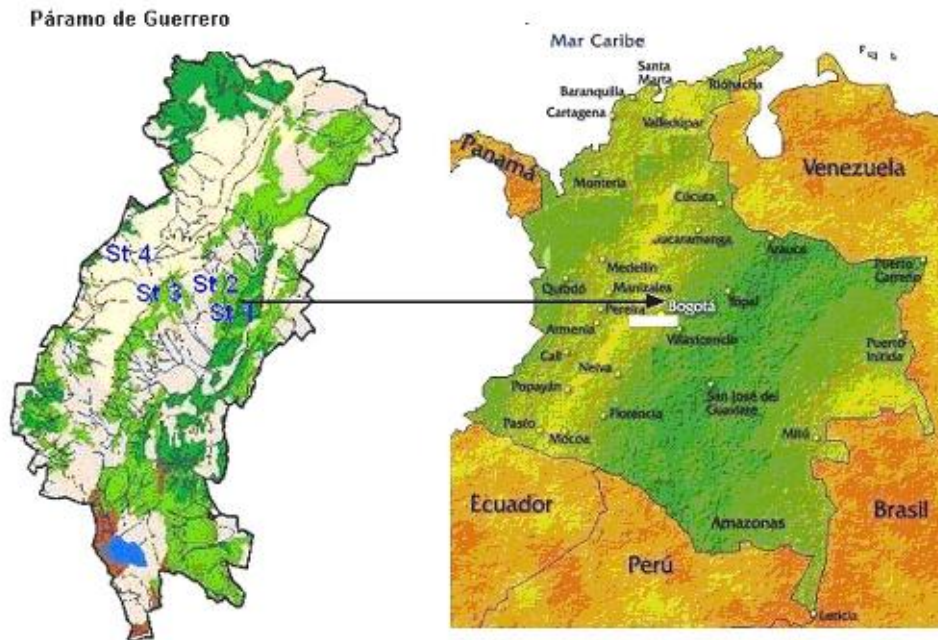 Páramo de Guerrero
St 4
St 3
St 2
St 1
Mar Caribe
Santa
Marta
Baranquilla
Cartagena
Riohacha
Valledupar
Panamá
Venezuela
Montería
Cúcuta
Bucaramanga
Arauca
Medellín
Puerto
Carreño
Quibdó
Manizales
Bogotá
Yopal
Pereira
Armenia
Villavicencio
Puerto
Inírida
Cali
Neiva
Popayán
San José del
Guaviare
Pasto
Florencia
Mocoa
Mitú
Ecuador
Amazonas
Brasil
Perú
Leticia